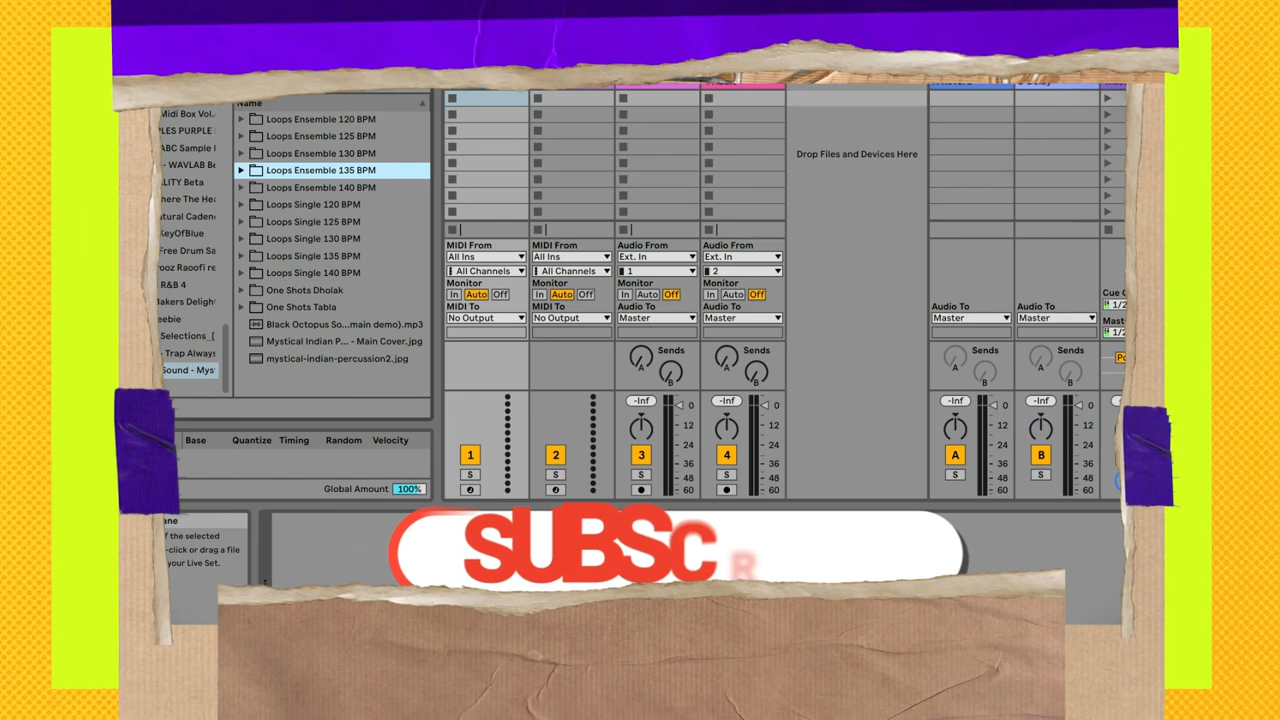 Name
Midi Box Vol.
PLES PURPLE
ABC Sample
- WAVLAB Be
LITY Beta
here The Hea
atural Caden
KeyOfBlue
Free Drum Sa
ooz Raofi re
R&B 4
Bakers Deligh
eebie
Selections_[
- Trap Always
Sound - Mys
Loops Ensemble 120 BPM
Loops Ensemble 125 BPM
Loops Ensemble 130 BPM
Loops Ensemble 135 BPM
Loops Ensemble 140 BPM
Loops Single 120 BPM
Loops Single 125 BPM
Loops Single 130 BPM
Loops Single 135 BPM
Loops Single 140 BPM
One Shots Dholak
One Shots Tabla
Black Octopus So...main demo).mp3
Mystical Indian P... - Main Cover.jpg
mystical-indian-percussion2.jpg
Base Quantize Timing Random Velocity
Global Amount 100%
f the selected
-click or drag a file
your Live Set.
Drop Files and Devices Here
MIDI From MIDI From Audio From Audio From
All Ins All Ins Ext. In Ext. In
All Channels All Channels 1 2
Monitor Monitor Monitor Monitor
In Auto Off In Auto Off In Auto Off In Auto Off
MIDI To MIDI To Audio To Audio To Audio To Audio To
No Output No Output Master Master Master Master
Cue
1/2
Mast
1/2
Sends Sends Sends Sends
A A A A
B B B B
-Inf -Inf -Inf -Inf
0 0 0 0
12 12 12 12
24 24 24 24
1 2 3 4 A B
36 36 36 36
S S S S S S
48 48 48 48
60 60 60 60
SUBSCR